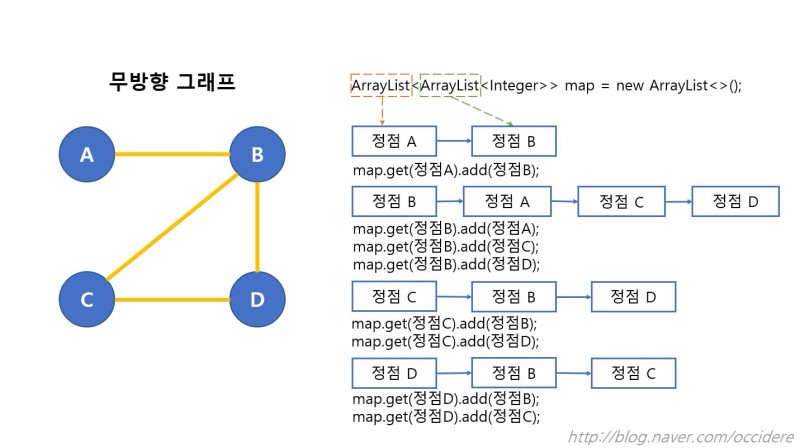 무방향 그래프
A
B
C
D
ArrayList<ArrayList<Integer>> map = new ArrayList<>();
정점 A 정점 B
map.get(정점A).add(정점B);
정점 B 정점 A 정점 C 정점 D
map.get(정점B).add(정점A);
map.get(정점B).add(정점C);
map.get(정점B).add(정점D);
정점 C 정점 B 정점 D
map.get(정점C).add(정점B);
map.get(정점C).add(정점D);
정점 D 정점 B 정점 C
map.get(정점D).add(정점B);
map.get(정점D).add(정점C);
http://blog.naver.com/occidere